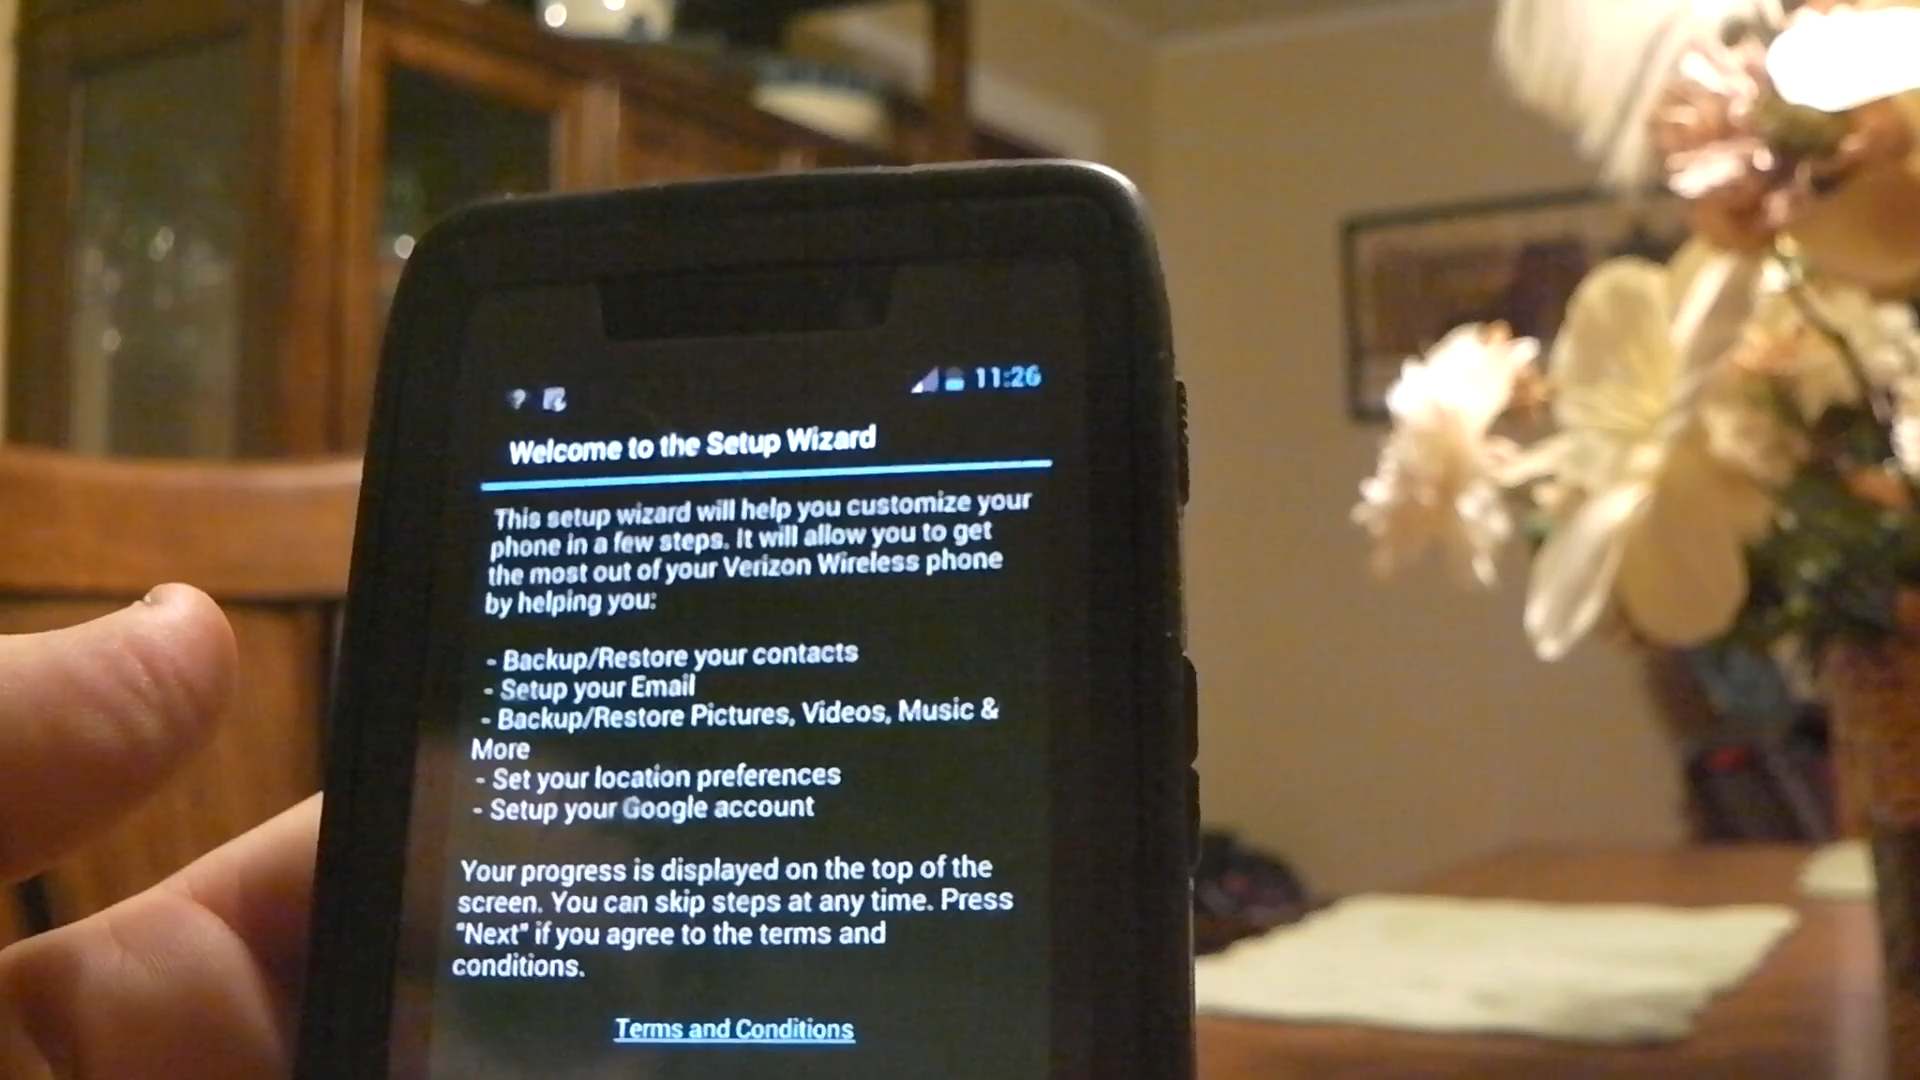 11:26
Welcome to the Setup Wizard
This setup wizard will help you customize your
phone in a few steps. It will allow you to get
the most out of your Verizon Wireless phone
by helping you:
- Backup/Restore your contacts
- Setup your Email
- Backup/Restore Pictures, Videos, Music &
More
- Set your location preferences
- Setup your Google account
Your progress is displayed on the top of the
screen. You can skip steps at any time. Press
"Next" if you agree to the terms and
conditions.
Terms and Conditions